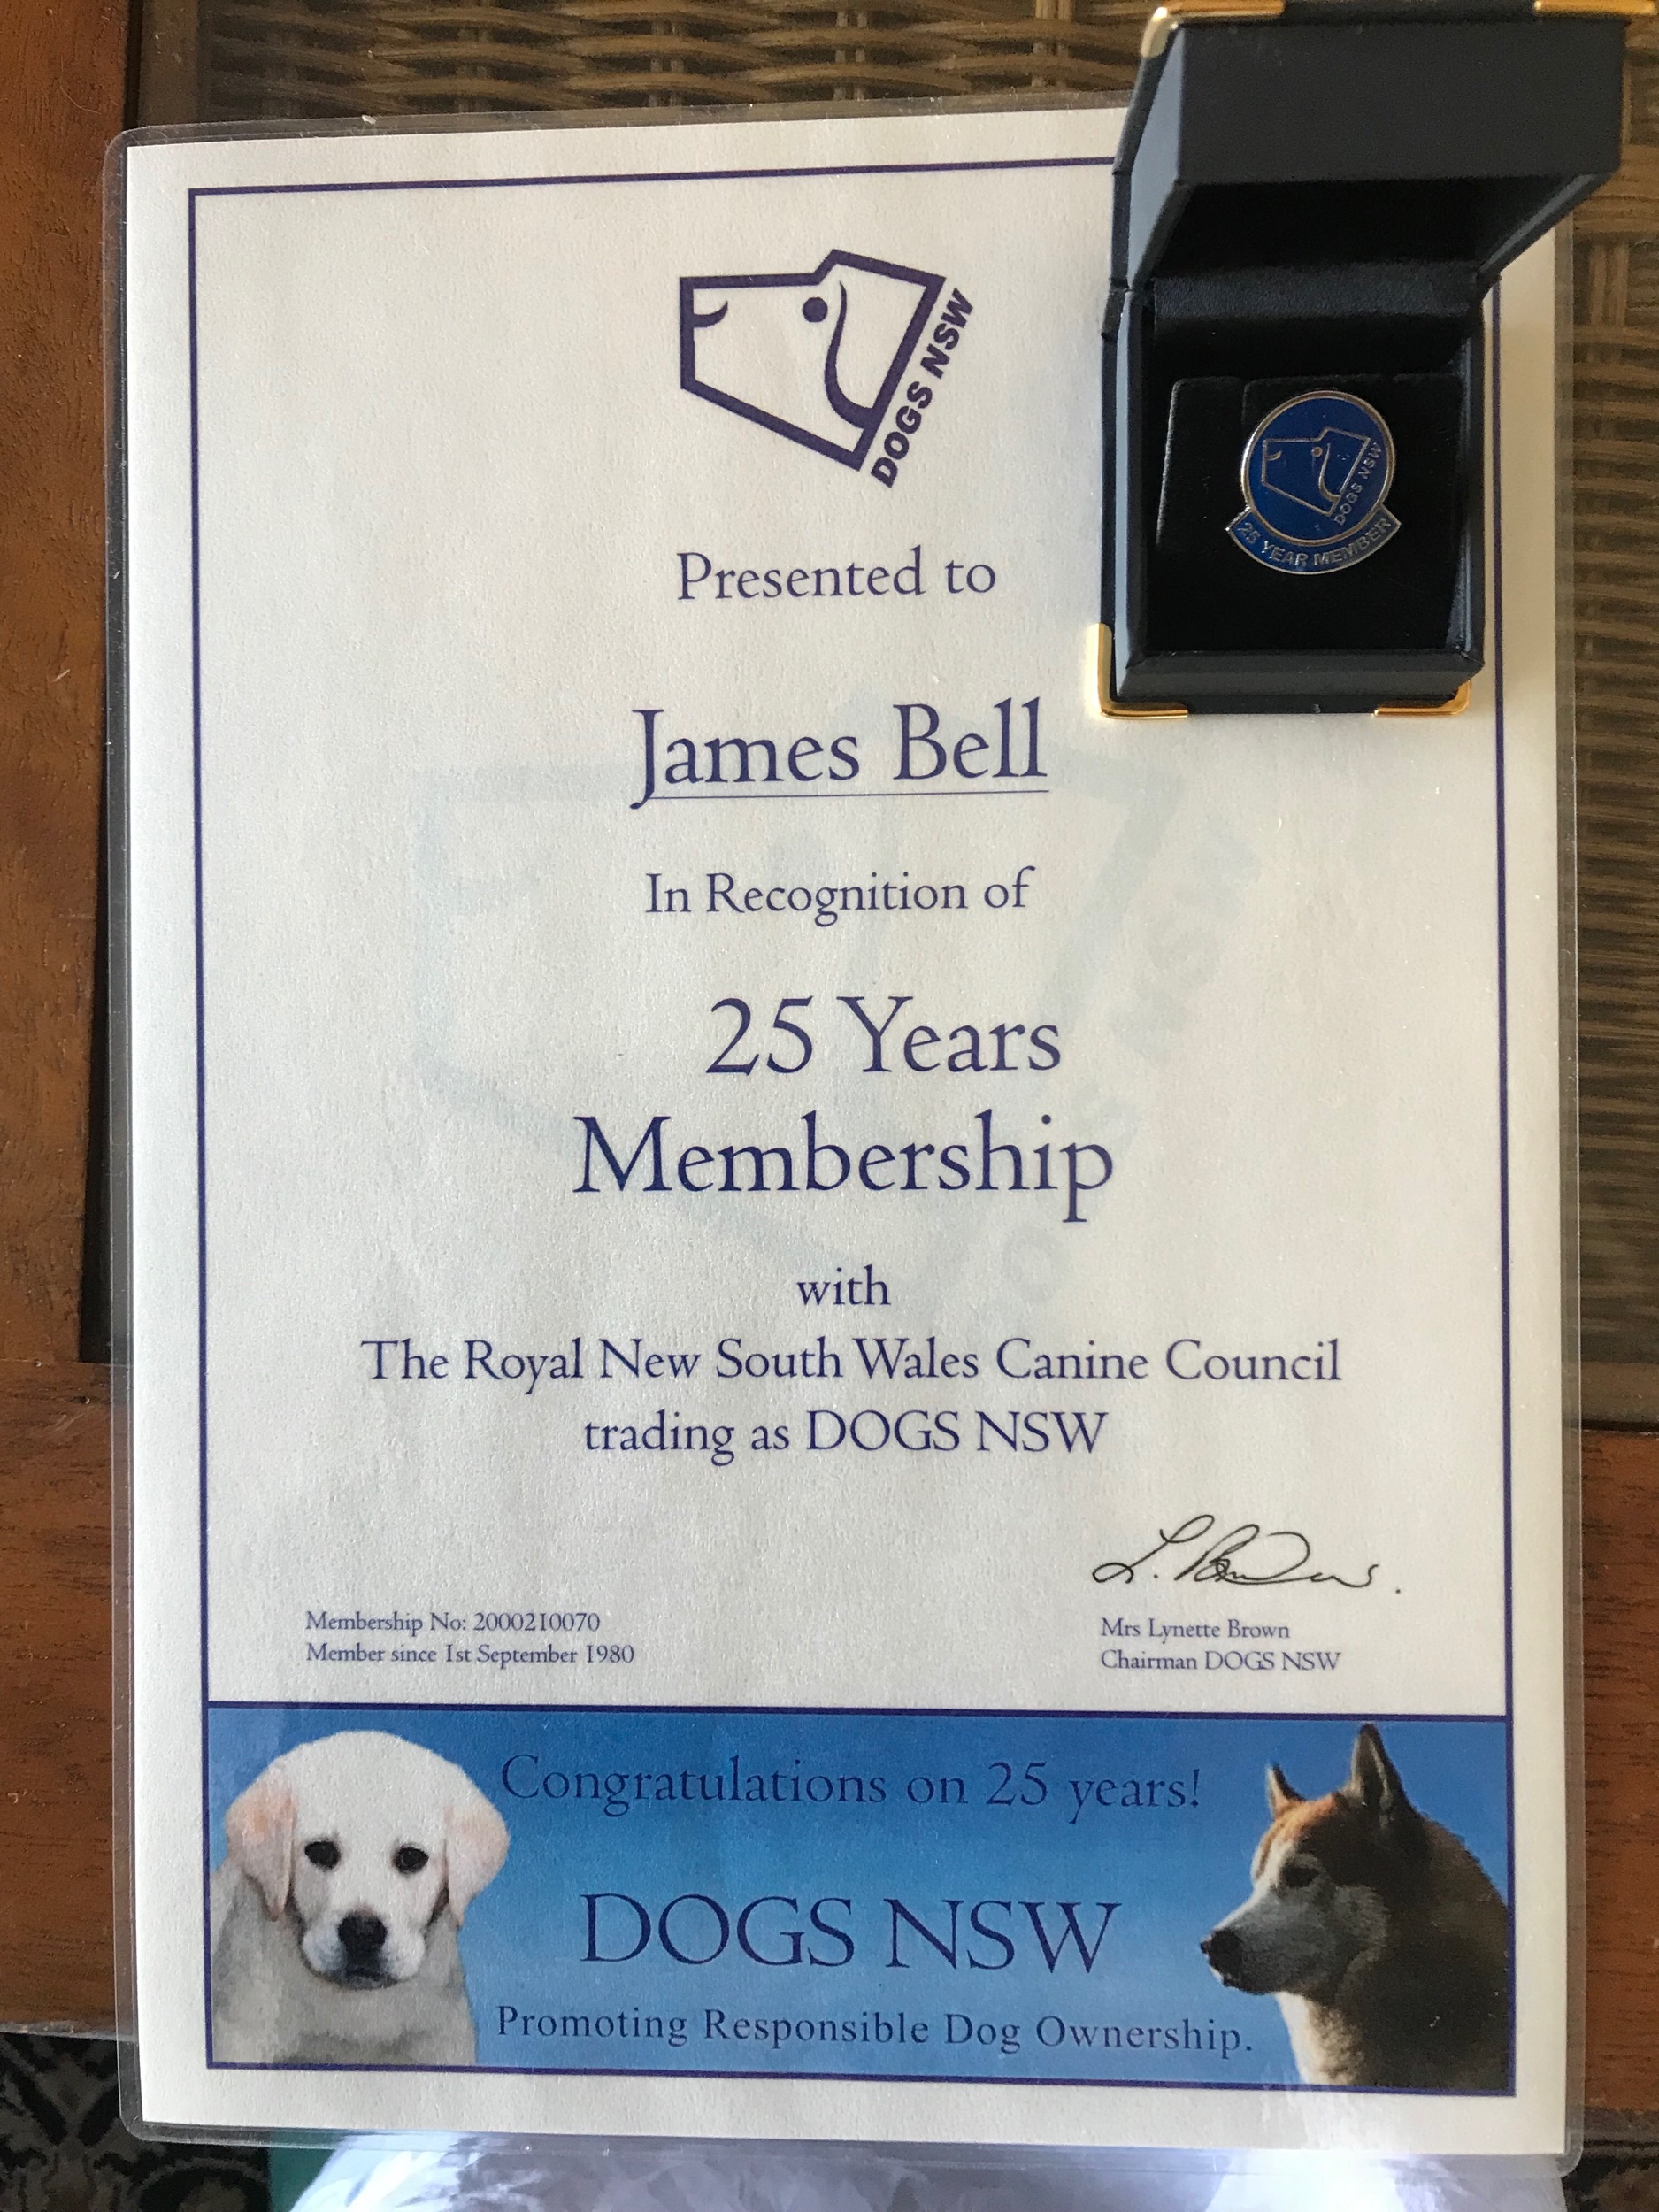 DOGS NSW
DOGS NSW
25 YEAR MEMBER
Presented to
James Bell
In Recognition of
25 Years
Membership
with
The Royal New South Wales Canine Council
trading as DOGS NSW
Membership No: 2000210070
Member since 1st September 1980
Mrs Lynette Brown
Chairman DOGS NSW
Congratulations on 25 years!
DOGS NSW
Promoting Responsible Dog Ownership.